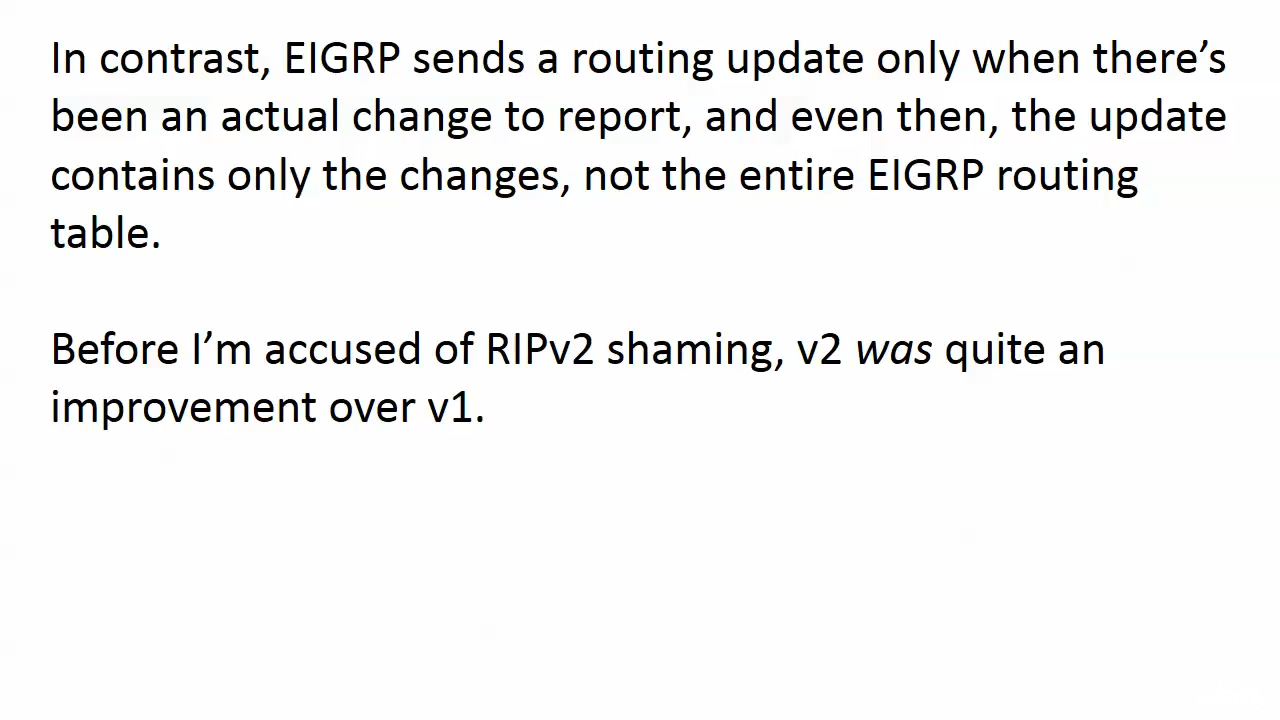 In contrast, EIGRP sends a routing update only when there’s
been an actual change to report, and even then, the update
contains only the changes, not the entire EIGRP routing
table.
Before I’m accused of RIPv2 shaming, v2 was quite an
improvement over v1.